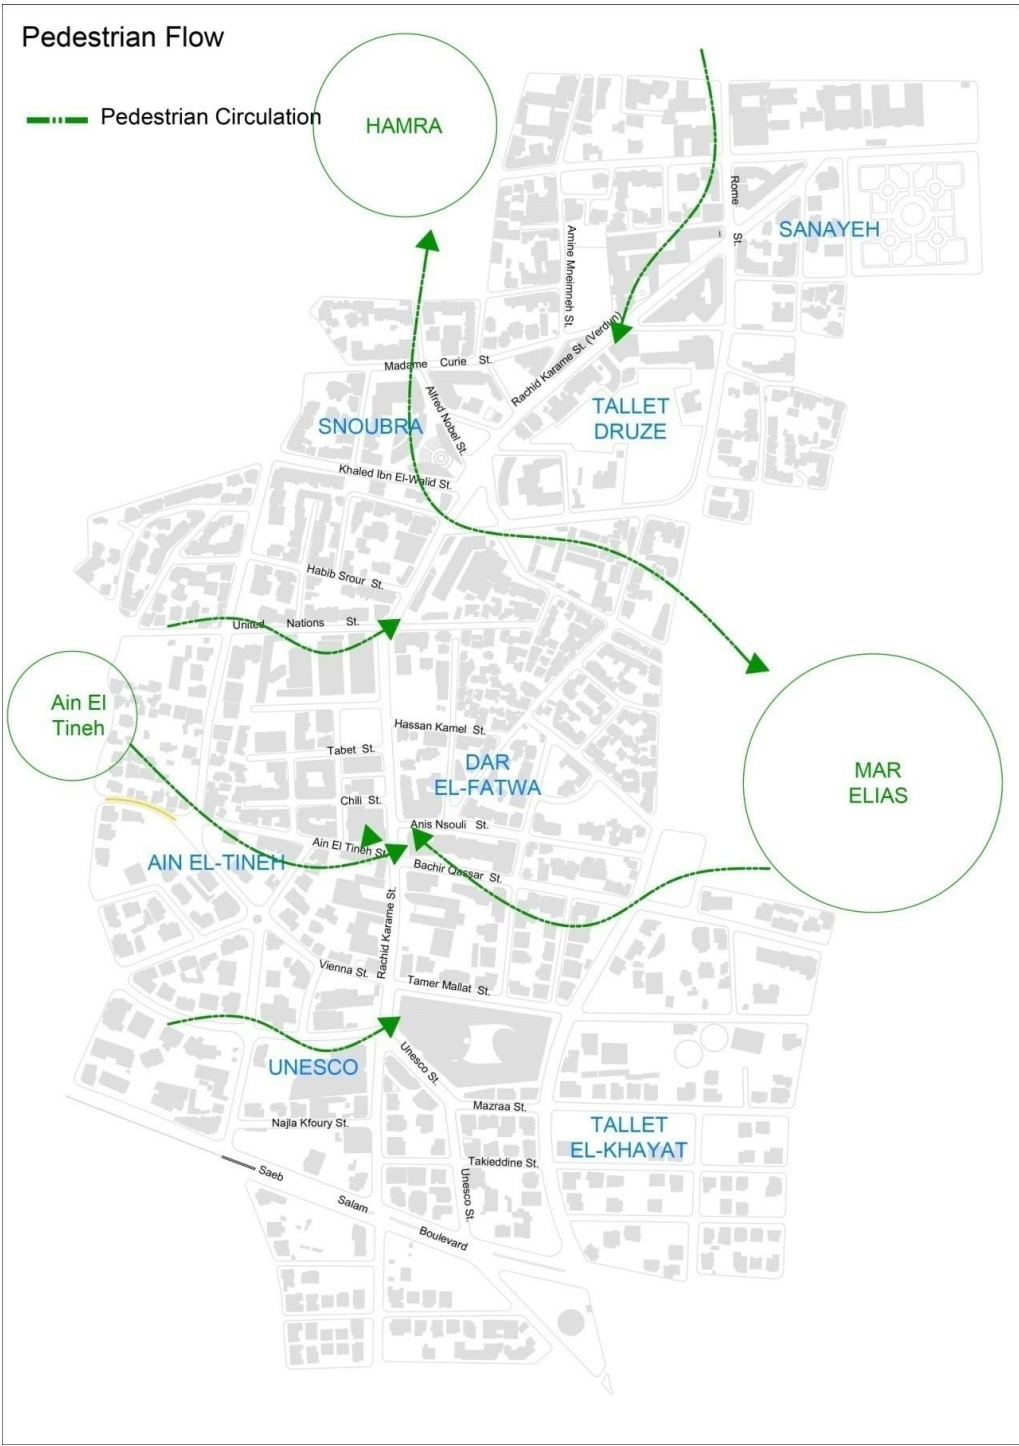 Pedestrian Flow
Pedestrian Circulation
HAMRA
Rome St.
SANAYEH
Amine Mneimneh St.
Rachid Karame St. (Verdun)
Madame Curie St.
Alfred Nobel St.
TALLET
DRUZE
SNOUBRA
Khaled Ibn El-Walid St.
Habib Srour St.
United Nations St.
Ain El
Tineh
Hassan Kamel St.
Tabet St.
DAR
EL-FATWA
MAR
ELIAS
Chili St.
Anis Nsouli St.
Ain El Tineh St.
AIN EL-TINEH
Bachir Qassar St.
Rachid Karame St.
Vienna St.
Tamer Mallat St.
Unesco St.
UNESCO
Mazraa St.
Najla Kfoury St.
TALLET
EL-KHAYAT
Takieddine St.
Unesco St.
Saeb Salam Boulevard